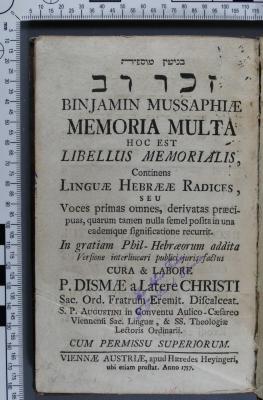 בנימין מוספיה
זכר רב
BINJAMIN MUSSAPHIÆ
MEMORIA MULTA
HOC EST
LIBELLUS MEMORIALIS,
Continens
LINGUÆ HEBRÆÆ RADICES,
SEU
Voces primas omnes, derivatas præci-
puas, quarum tamen nulla semel posita in una
eademque significatione recurrit.
In gratiam Phil-Hebræorum addita
Versione interlineari publici juris factus
CURA & LABORE
P. DISMÆ a Latere CHRISTI
Sac. Ord. Fratrum Eremit. Discalceat.
S. P. AUGUSTINI in Conventu Aulico-Cæsareo
Viennensi Sac. Linguæ, & SS. Theologiæ
Lectoris Ordinarii.
CUM PERMISSU SUPERIORUM.
VIENNÆ AUSTRIÆ, apud Hæredes Heyingeri,
ubi etiam prostat. Anno 1757.